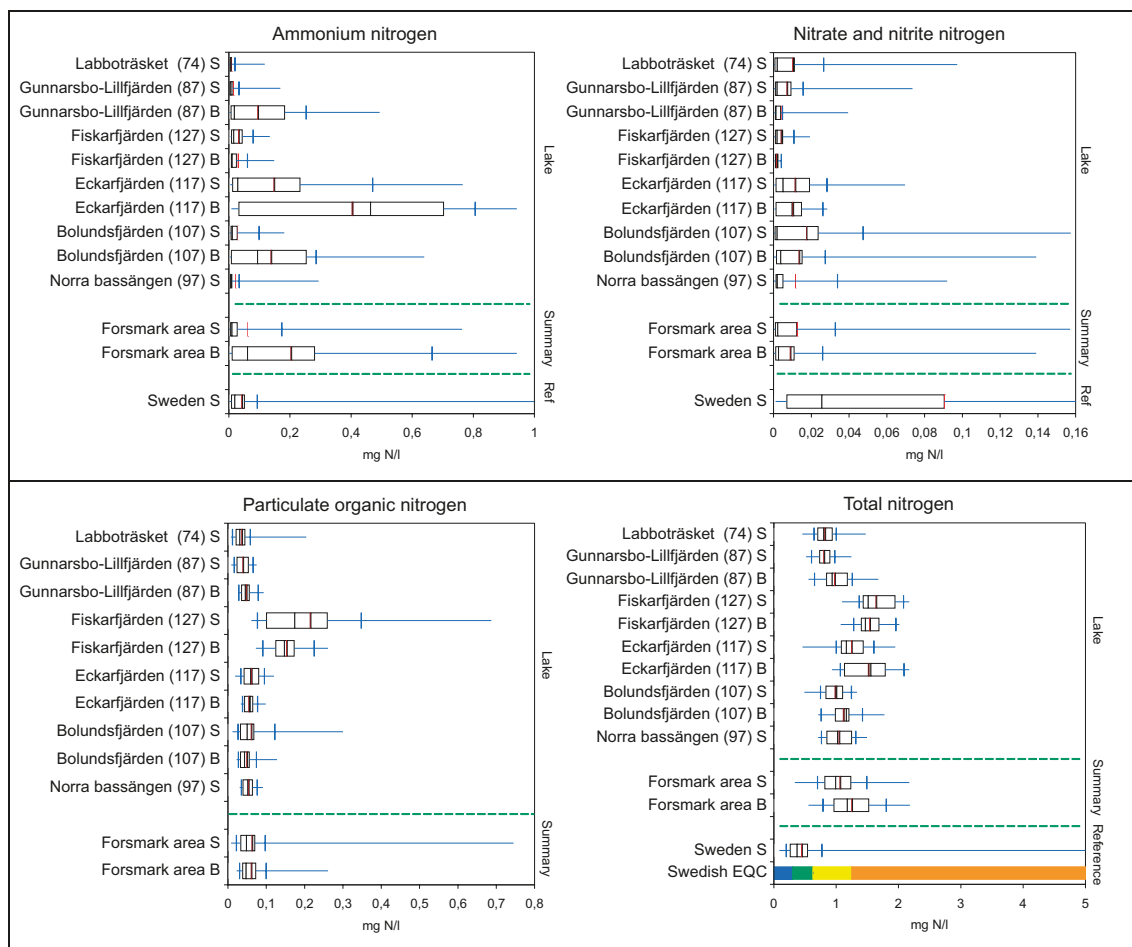 Ammonium nitrogen
Labboträsket (74) S
Gunnarsbo-Lillfjärden (87) S
Gunnarsbo-Lillfjärden (87) B
Fiskarfjärden (127) S
Fiskarfjärden (127) B
Eckarfjärden (117) S
Eckarfjärden (117) B
Bolundsfjärden (107) S
Bolundsfjärden (107) B
Norra bassängen (97) S
Forsmark area S
Forsmark area B
Sweden S
Lake
Summary
Ref
0 0,2 0,4 0,6 0,8 1
mg N/l
Nitrate and nitrite nitrogen
Labboträsket (74) S
Gunnarsbo-Lillfjärden (87) S
Gunnarsbo-Lillfjärden (87) B
Fiskarfjärden (127) S
Fiskarfjärden (127) B
Eckarfjärden (117) S
Eckarfjärden (117) B
Bolundsfjärden (107) S
Bolundsfjärden (107) B
Norra bassängen (97) S
Forsmark area S
Forsmark area B
Sweden S
Lake
Summary
Ref
0 0,02 0,04 0,06 0,08 0,1 0,12 0,14 0,16
mg N/l
Particulate organic nitrogen
Labboträsket (74) S
Gunnarsbo-Lillfjärden (87) S
Gunnarsbo-Lillfjärden (87) B
Fiskarfjärden (127) S
Fiskarfjärden (127) B
Eckarfjärden (117) S
Eckarfjärden (117) B
Bolundsfjärden (107) S
Bolundsfjärden (107) B
Norra bassängen (97) S
Forsmark area S
Forsmark area B
Lake
Summary
0 0,1 0,2 0,3 0,4 0,5 0,6 0,7 0,8
mg N/l
Total nitrogen
Labboträsket (74) S
Gunnarsbo-Lillfjärden (87) S
Gunnarsbo-Lillfjärden (87) B
Fiskarfjärden (127) S
Fiskarfjärden (127) B
Eckarfjärden (117) S
Eckarfjärden (117) B
Bolundsfjärden (107) S
Bolundsfjärden (107) B
Norra bassängen (97) S
Forsmark area S
Forsmark area B
Sweden S
Swedish EQC
Lake
Summary
Reference
0 1 2 3 4 5
mg N/l